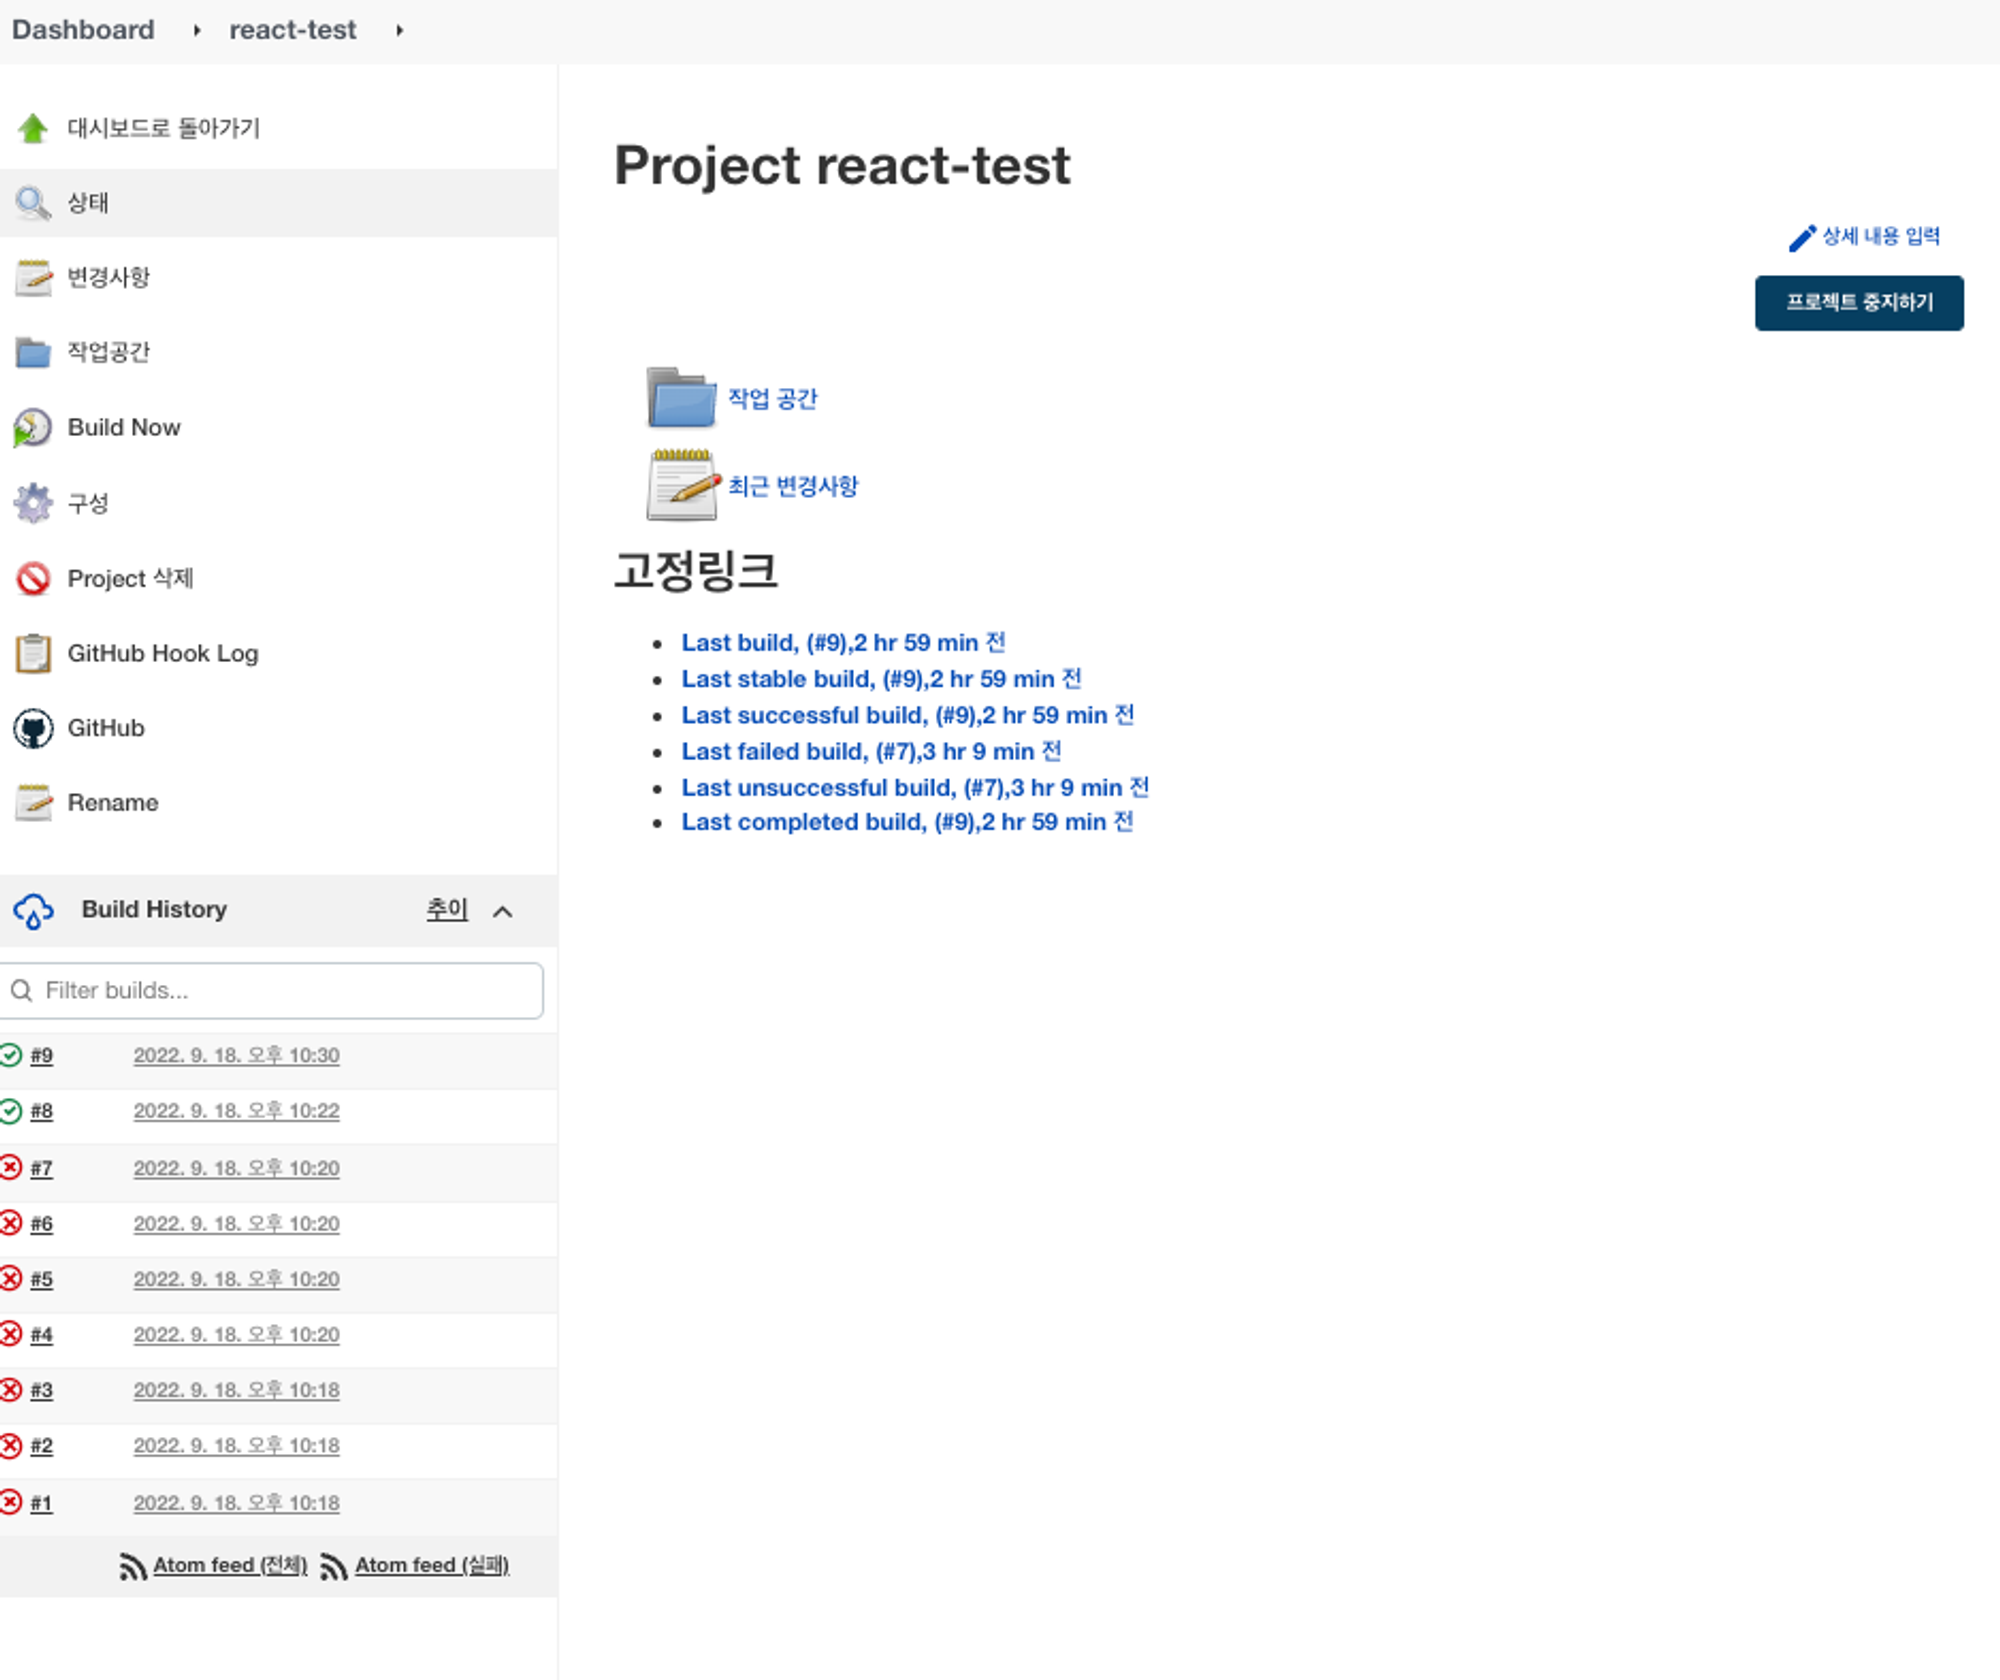 Dashboard react-test
대시보드로 돌아가기
상태
변경사항
작업공간
Build Now
구성
Project 삭제
GitHub Hook Log
GitHub
Rename
Build History 추이
Filter builds...
#9 2022. 9. 18. 오후 10:30
#8 2022. 9. 18. 오후 10:22
#7 2022. 9. 18. 오후 10:20
#6 2022. 9. 18. 오후 10:20
#5 2022. 9. 18. 오후 10:20
#4 2022. 9. 18. 오후 10:20
#3 2022. 9. 18. 오후 10:18
#2 2022. 9. 18. 오후 10:18
#1 2022. 9. 18. 오후 10:18
Atom feed (전체) Atom feed (실패)
Project react-test
상세 내용 입력
프로젝트 중지하기
작업 공간
최근 변경사항
고정링크
Last build, (#9),2 hr 59 min 전
Last stable build, (#9),2 hr 59 min 전
Last successful build, (#9),2 hr 59 min 전
Last failed build, (#7),3 hr 9 min 전
Last unsuccessful build, (#7),3 hr 9 min 전
Last completed build, (#9),2 hr 59 min 전